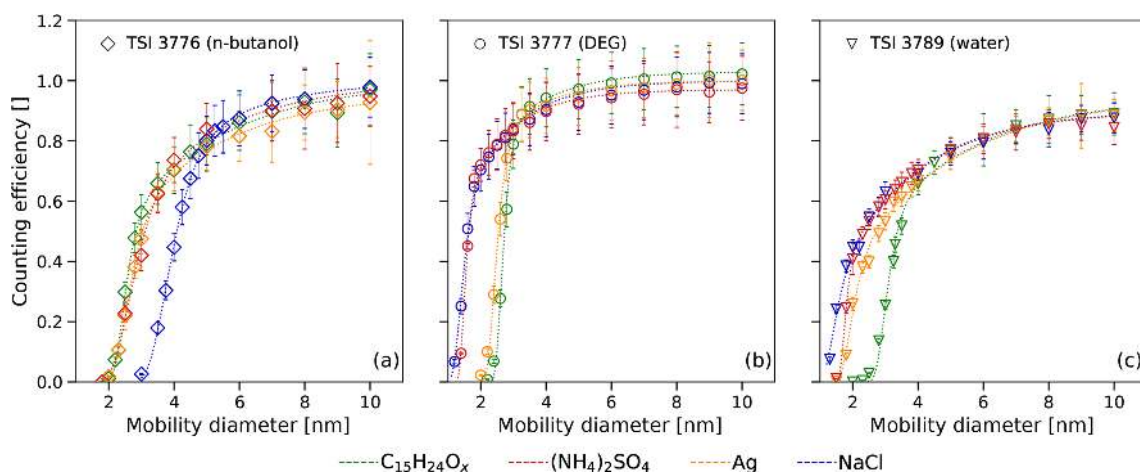 1.2
1.0
0.8
0.6
0.4
0.2
0.0
Counting efficiency []
TSI 3776 (n-butanol)
(a)
2 4 6 8 10
Mobility diameter [nm]
TSI 3777 (DEG)
(b)
2 4 6 8 10
Mobility diameter [nm]
TSI 3789 (water)
(c)
2 4 6 8 10
Mobility diameter [nm]
C₁₅H₂₄Oₓ (NH₄)₂SO₄ Ag NaCl